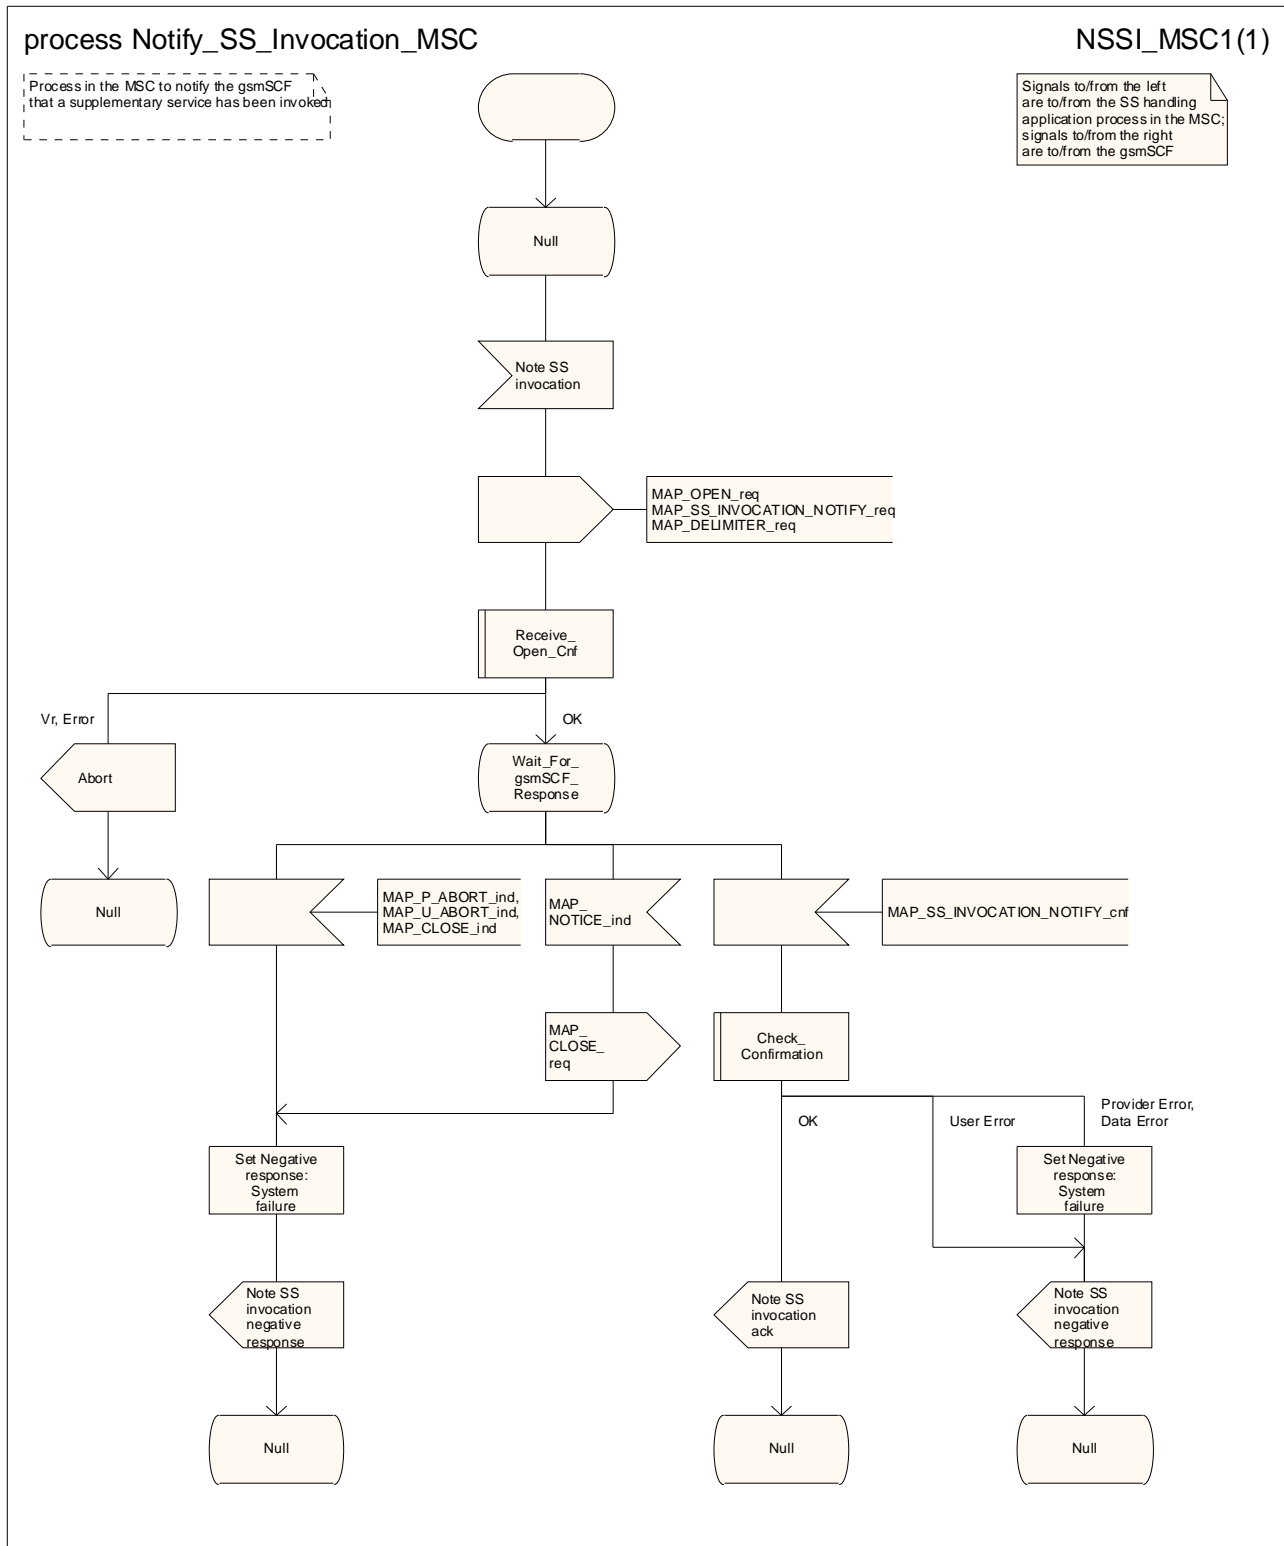 process Notify_SS_Invocation_MSC
NSSI_MSC1(1)
Process in the MSC to notify the gsmSCF
that a supplementary service has been invoked
Signals to/from the left
are to/from the SS handling
application process in the MSC;
signals to/from the right
are to/from the gsmSCF
Null
Note SS
invocation
MAP_OPEN_req
MAP_SS_INVOCATION_NOTIFY_req
MAP_DELIMITER_req
Receive_
Open_Cnf
Vr, Error
OK
Abort
Wait_For_
gsmSCF_
Response
Null
MAP_P_ABORT_ind,
MAP_U_ABORT_ind,
MAP_CLOSE_ind
MAP_
NOTICE_ind
MAP_SS_INVOCATION_NOTIFY_cnf
MAP_
CLOSE_
req
Check_
Confirmation
OK
User Error
Provider Error,
Data Error
Set Negative
response:
System
failure
Set Negative
response:
System
failure
Note SS
invocation
negative
response
Note SS
invocation
ack
Note SS
invocation
negative
response
Null
Null
Null